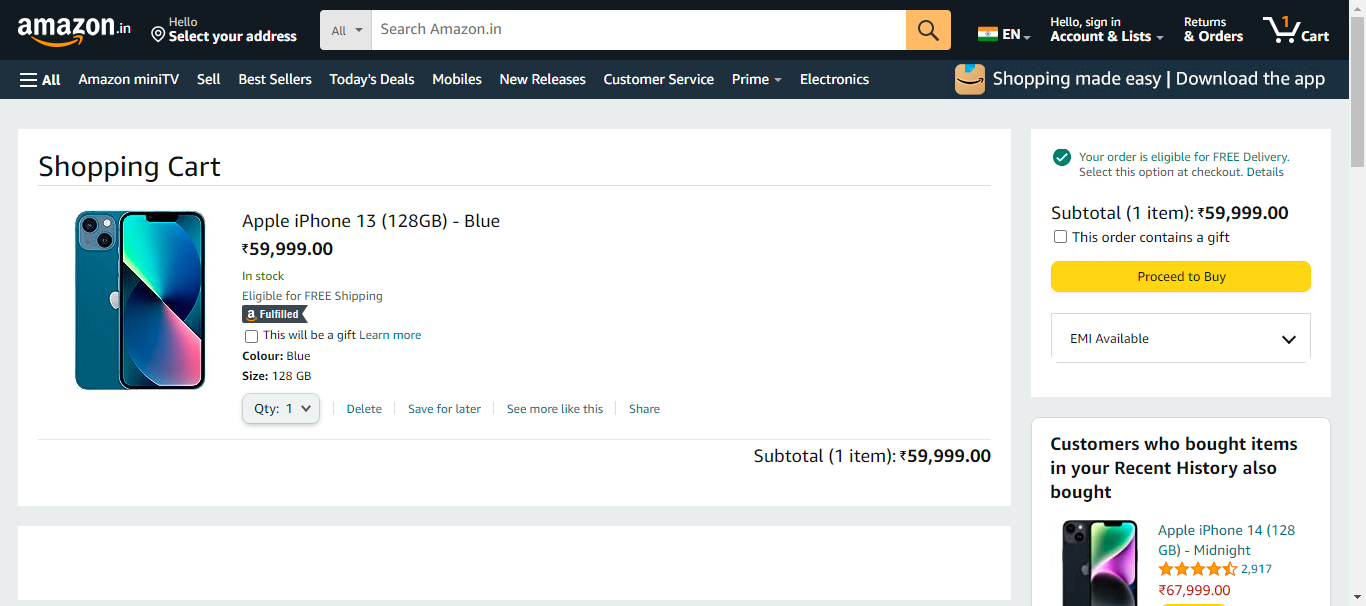 amazon.in
Hello
Select your address
All
Search Amazon.in
EN
Hello, sign in
Account & Lists
Returns
& Orders
1
Cart
All
Amazon miniTV
Sell
Best Sellers
Today's Deals
Mobiles
New Releases
Customer Service
Prime
Electronics
Shopping made easy | Download the app
Shopping Cart
Apple iPhone 13 (128GB) - Blue
₹59,999.00
In stock
Eligible for FREE Shipping
a Fulfilled
This will be a gift Learn more
Colour: Blue
Size: 128 GB
Qty: 1
Delete
Save for later
See more like this
Share
Subtotal (1 item): ₹59,999.00
Your order is eligible for FREE Delivery.
Select this option at checkout. Details
Subtotal (1 item): ₹59,999.00
This order contains a gift
Proceed to Buy
EMI Available
Customers who bought items
in your Recent History also
bought
Apple iPhone 14 (128
GB) - Midnight
2,917
₹67,999.00